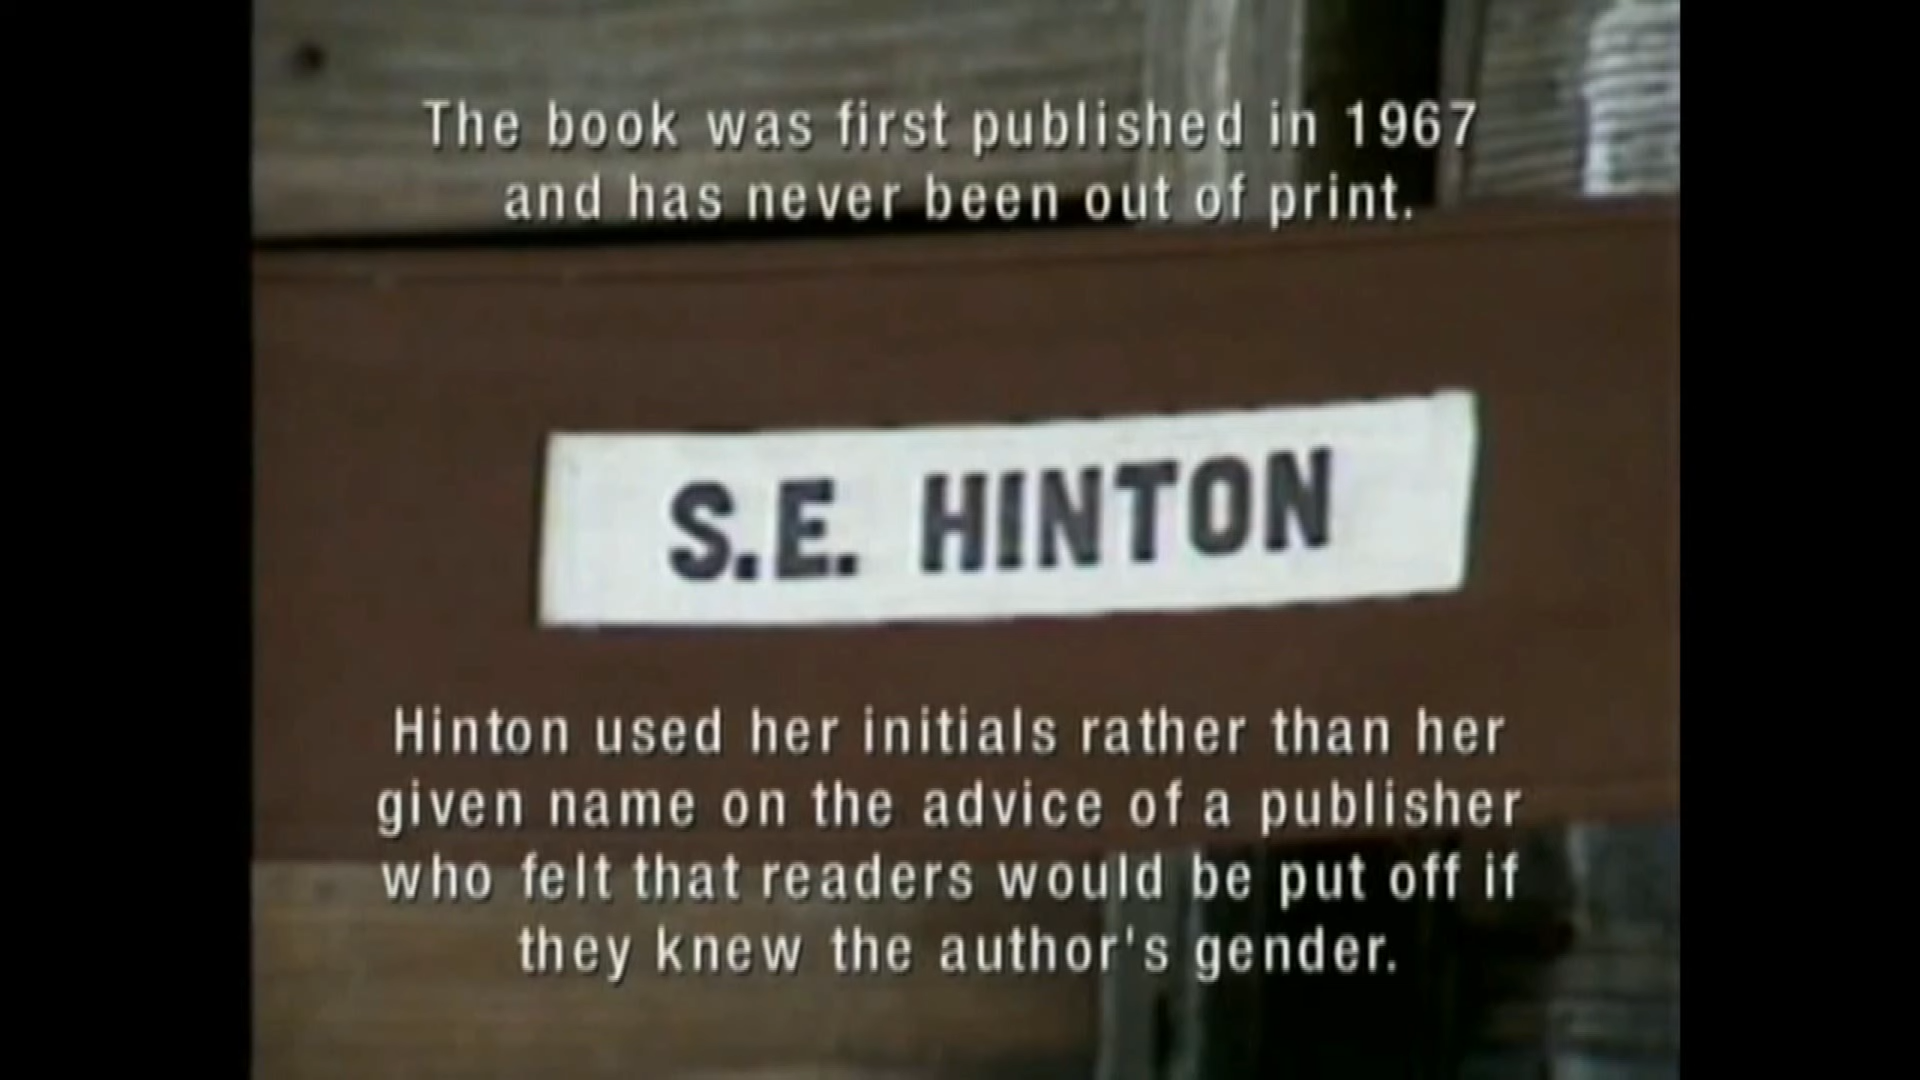 The book was first published in 1967
and has never been out of print.
S.E. HINTON
Hinton used her initials rather than her
given name on the advice of a publisher
who felt that readers would be put off if
they knew the author's gender.